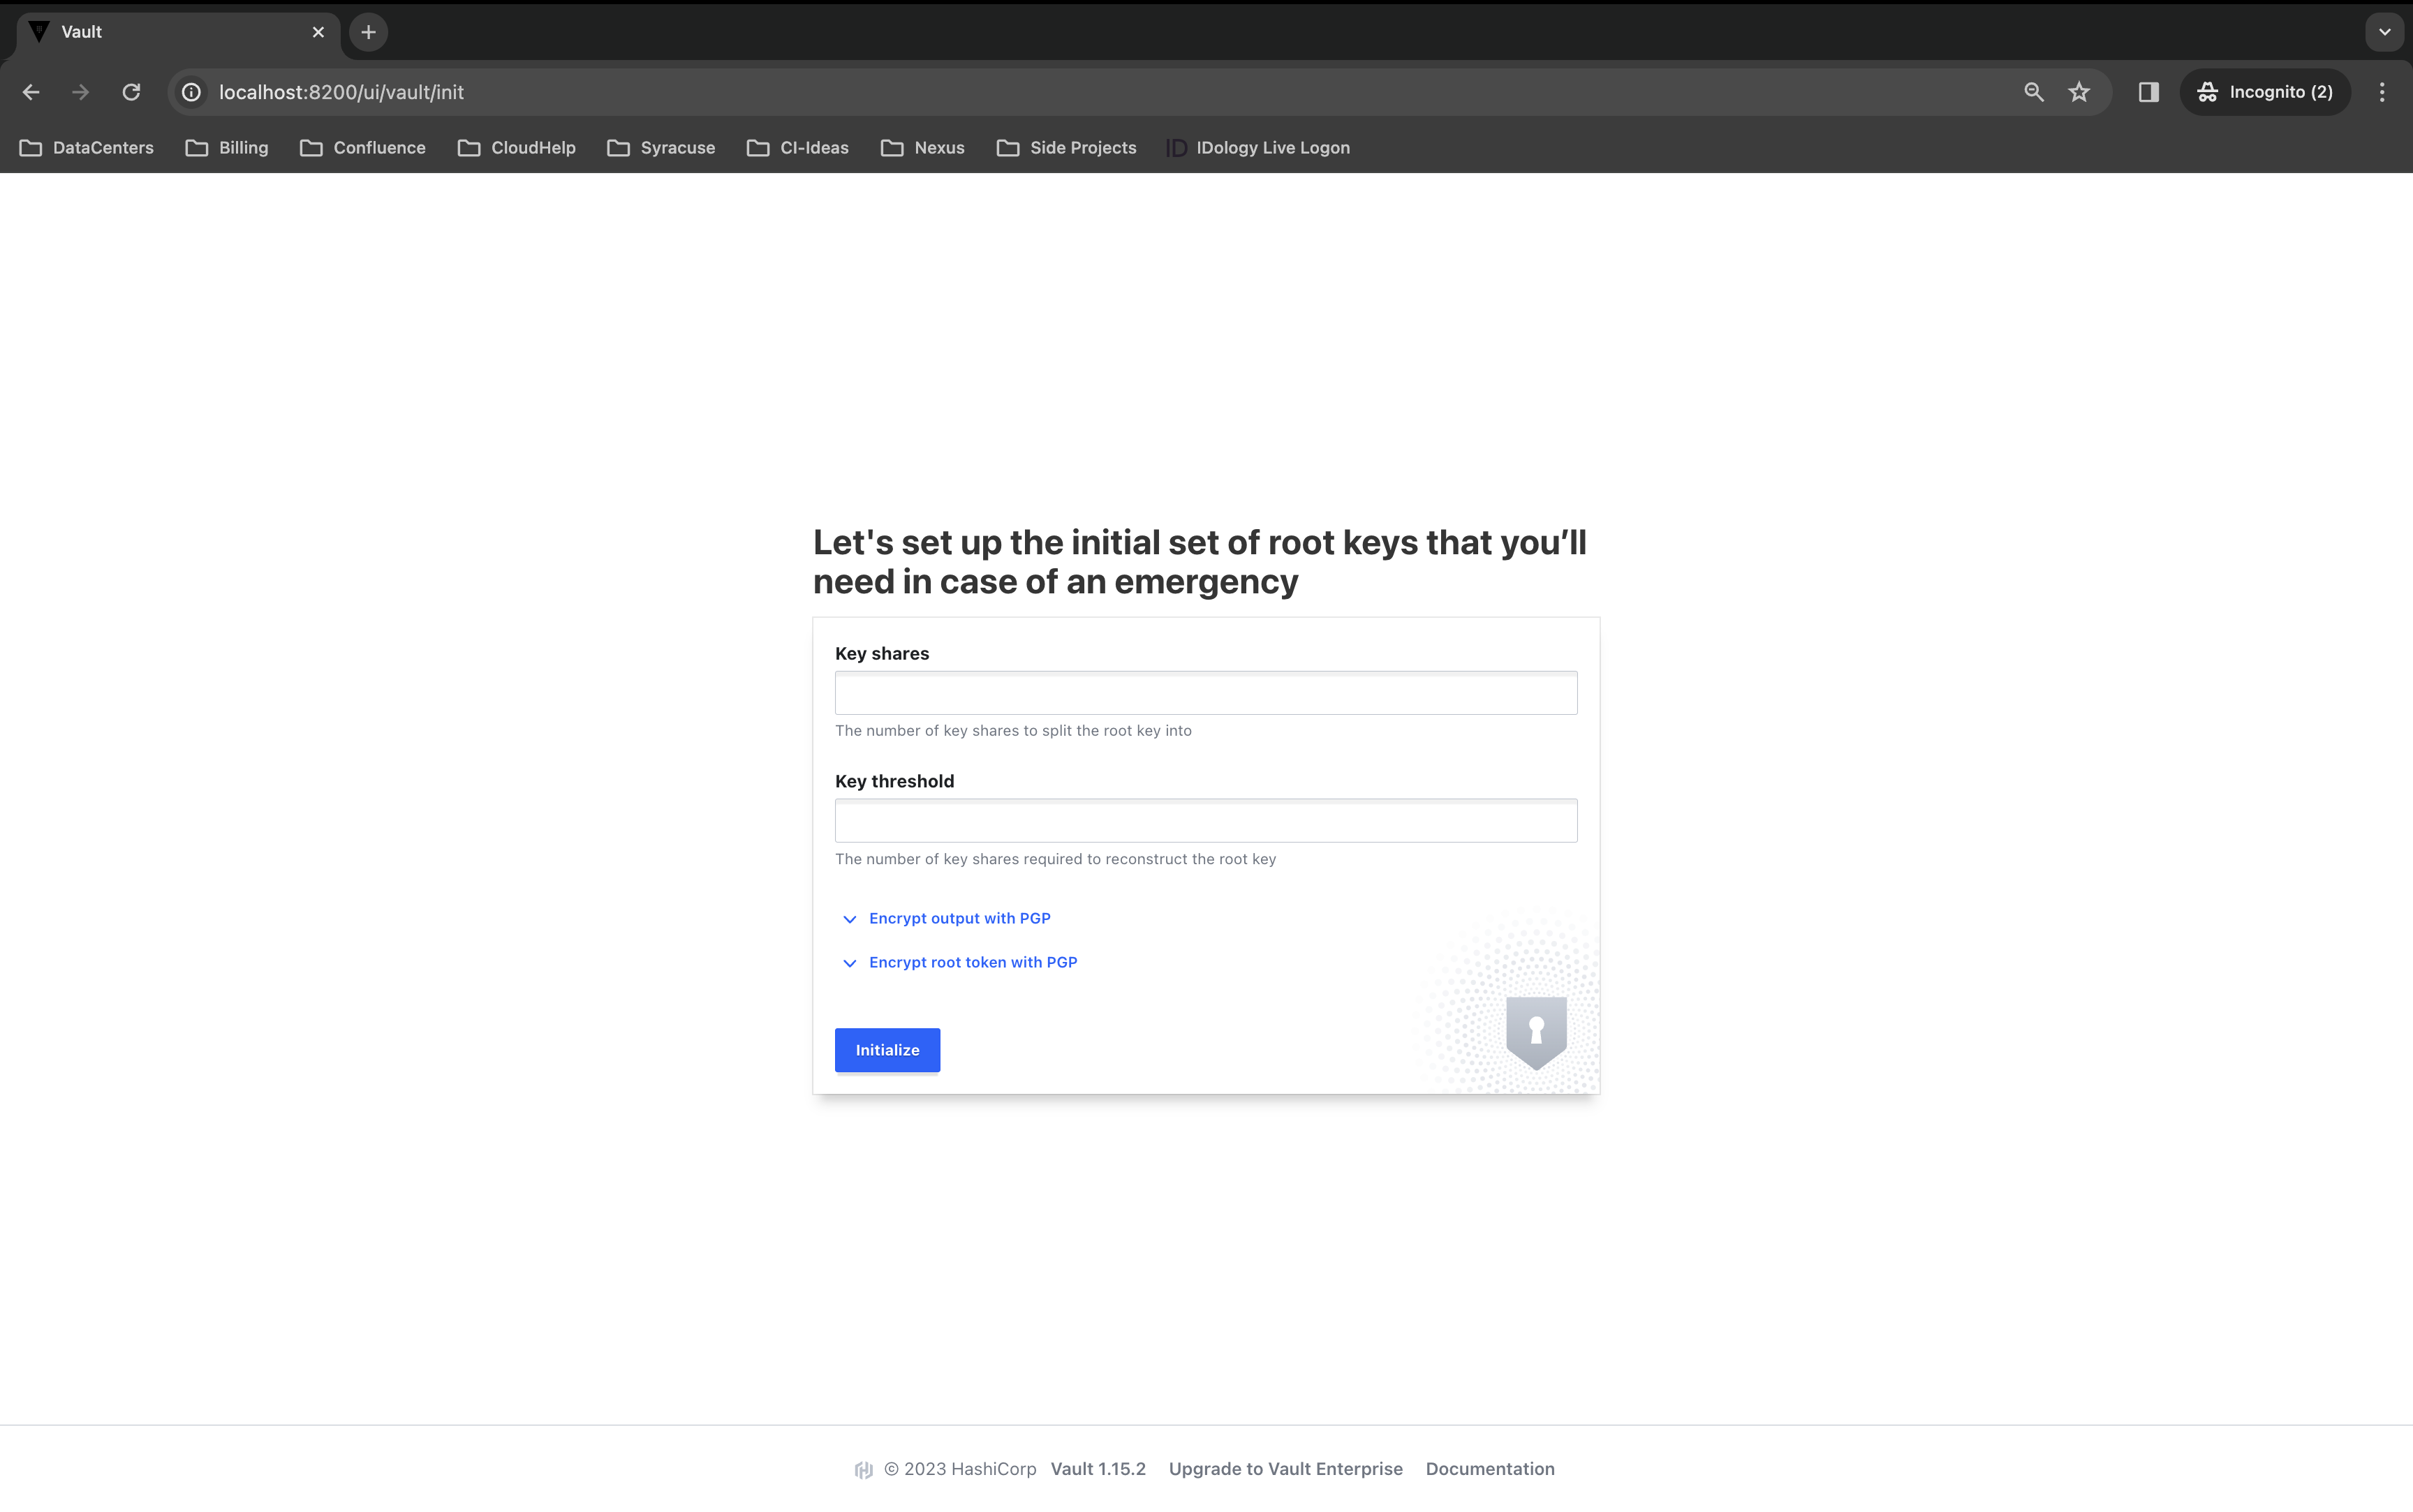 Vault
localhost:8200/ui/vault/init
Incognito (2)
DataCenters Billing Confluence CloudHelp Syracuse CI-Ideas Nexus Side Projects ID IDology Live Logon
Let's set up the initial set of root keys that you’ll
need in case of an emergency
Key shares
The number of key shares to split the root key into
Key threshold
The number of key shares required to reconstruct the root key
Encrypt output with PGP
Encrypt root token with PGP
Initialize
© 2023 HashiCorp Vault 1.15.2 Upgrade to Vault Enterprise Documentation